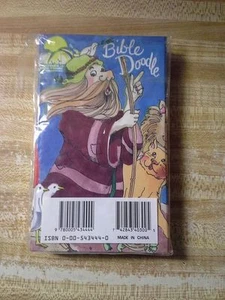 Bible
Doodle
ISBN 0-00-543444-0
MADE IN CHINA